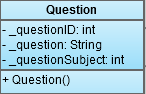 Question
- _questionID: int
- _question: String
- _questionSubject: int
+ Question()